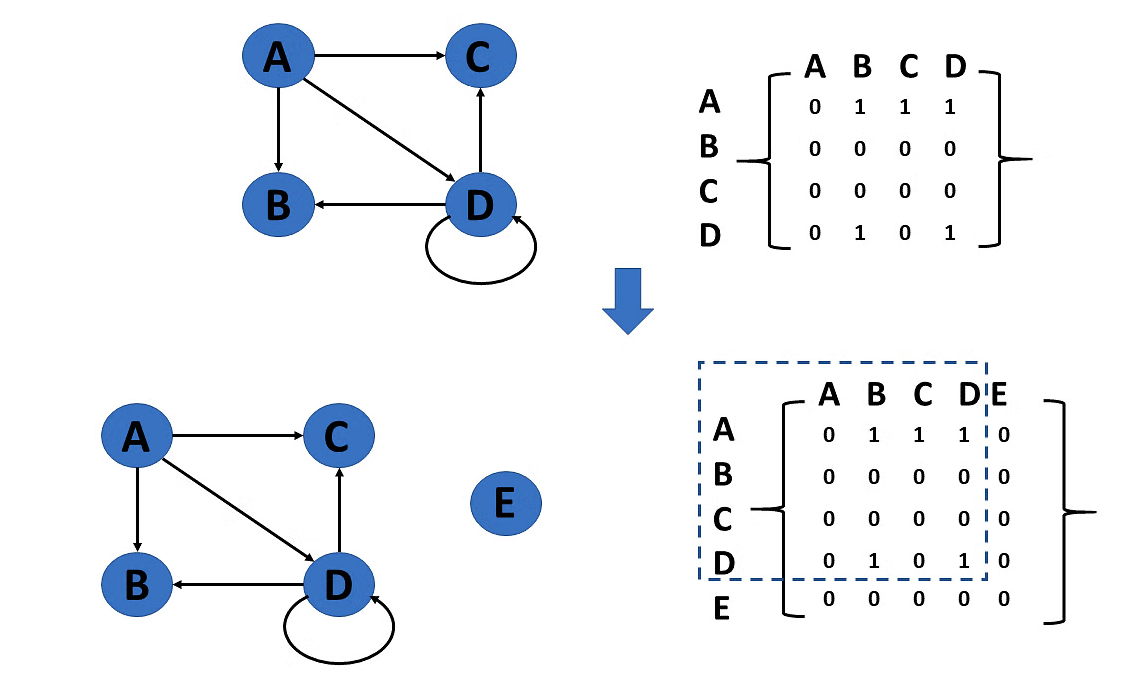 A C
B D
A B C D
A 0 1 1 1
B 0 0 0 0
C 0 0 0 0
D 0 1 0 1
A C
E
B D
A B C D E
A 0 1 1 1 0
B 0 0 0 0 0
C 0 0 0 0 0
D 0 1 0 1 0
E 0 0 0 0 0